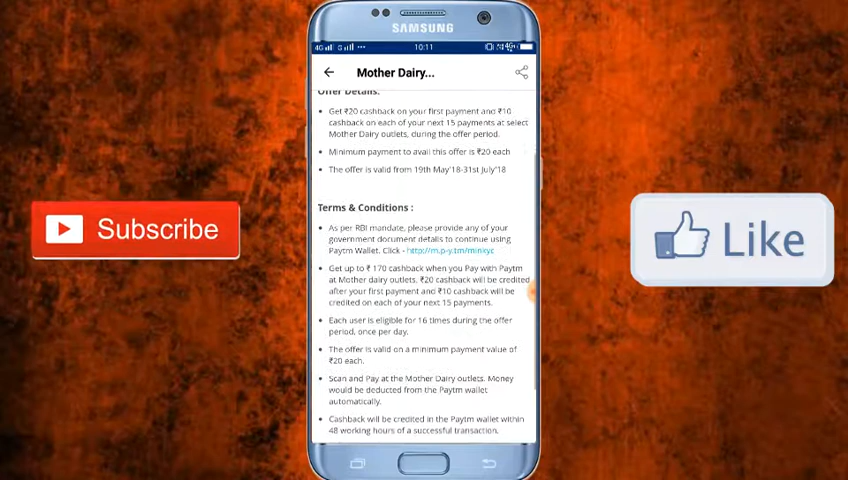 SAMSUNG
10:11
Mother Dairy...
Offer Details:
Get ₹20 cashback on your first payment and ₹10
cashback on each of your next 15 payments at select
Mother Dairy outlets, during the offer period.
Minimum payment to avail this offer is ₹20 each
The offer is valid from 19th May'18-31st July'18
Terms & Conditions :
As per RBI mandate, please provide any of your
government document details to continue using
Paytm Wallet. Click - http://m.p-y.tm/minkyc
Get up to ₹ 170 cashback when you Pay with Paytm
at Mother dairy outlets. ₹20 cashback will be credited
after your first payment and ₹10 cashback will be
credited on each of your next 15 payments.
Each user is eligible for 16 times during the offer
period, once per day.
The offer is valid on a minimum payment value of
₹20 each.
Scan and Pay at the Mother Dairy outlets. Money
would be deducted from the Paytm wallet
automatically.
Cashback will be credited in the Paytm wallet within
48 working hours of a successful transaction.
Subscribe
Like